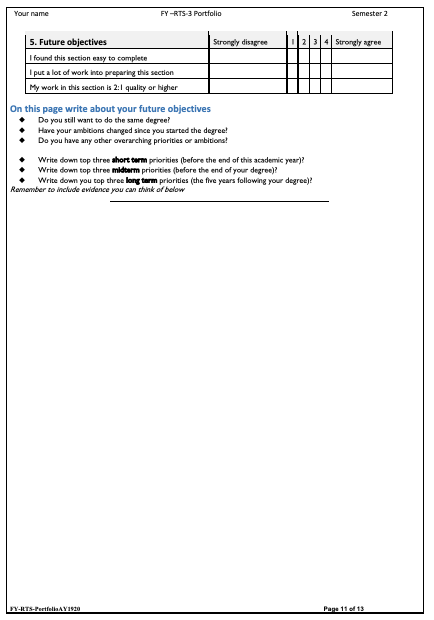 Your name FY –RTS-3 Portfolio Semester 2
5. Future objectives Strongly disagree 1 2 3 4 Strongly agree
I found this section easy to complete
I put a lot of work into preparing this section
My work in this section is 2:1 quality or higher
On this page write about your future objectives
◆ Do you still want to do the same degree?
◆ Have your ambitions changed since you started the degree?
◆ Do you have any other overarching priorities or ambitions?
◆ Write down top three short term priorities (before the end of this academic year)?
◆ Write down top three midterm priorities (before the end of your degree)?
◆ Write down you top three long term priorities (the five years following your degree)?
Remember to include evidence you can think of below
FY-RTS-PortfolioAY1920 Page 11 of 13